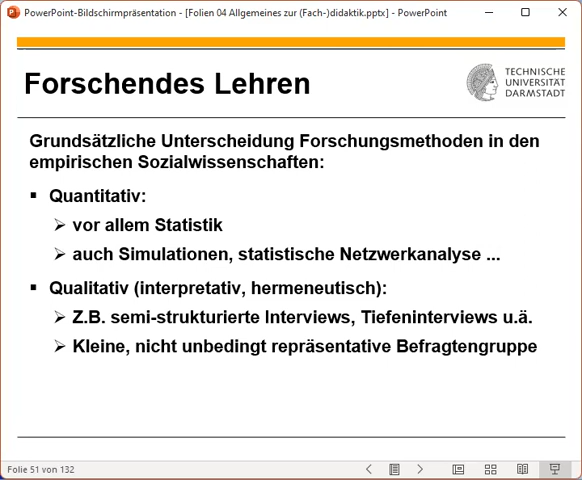 PowerPoint-Bildschirmpräsentation - [Folien 04 Allgemeines zur (Fach-)didaktik.pptx] - PowerPoint
Forschendes Lehren
TECHNISCHE
UNIVERSITÄT
DARMSTADT
Grundsätzliche Unterscheidung Forschungsmethoden in den
empirischen Sozialwissenschaften:
▪ Quantitativ:
➢ vor allem Statistik
➢ auch Simulationen, statistische Netzwerkanalyse ...
▪ Qualitativ (interpretativ, hermeneutisch):
➢ Z.B. semi-strukturierte Interviews, Tiefeninterviews u.ä.
➢ Kleine, nicht unbedingt repräsentative Befragtengruppe
Folie 51 von 132